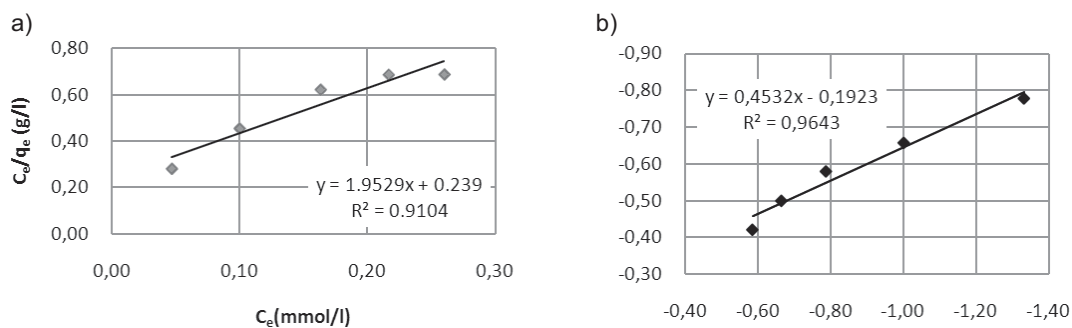 a)
0,80
0,60
0,40
0,20
0,00
Ce/qe (g/l)
y = 1.9529x + 0.239
R² = 0.9104
0,00 0,10 0,20 0,30
Ce(mmol/l)
b)
-0,90
-0,80
-0,70
-0,60
-0,50
-0,40
-0,30
y = 0,4532x - 0,1923
R² = 0,9643
-0,40 -0,60 -0,80 -1,00 -1,20 -1,40